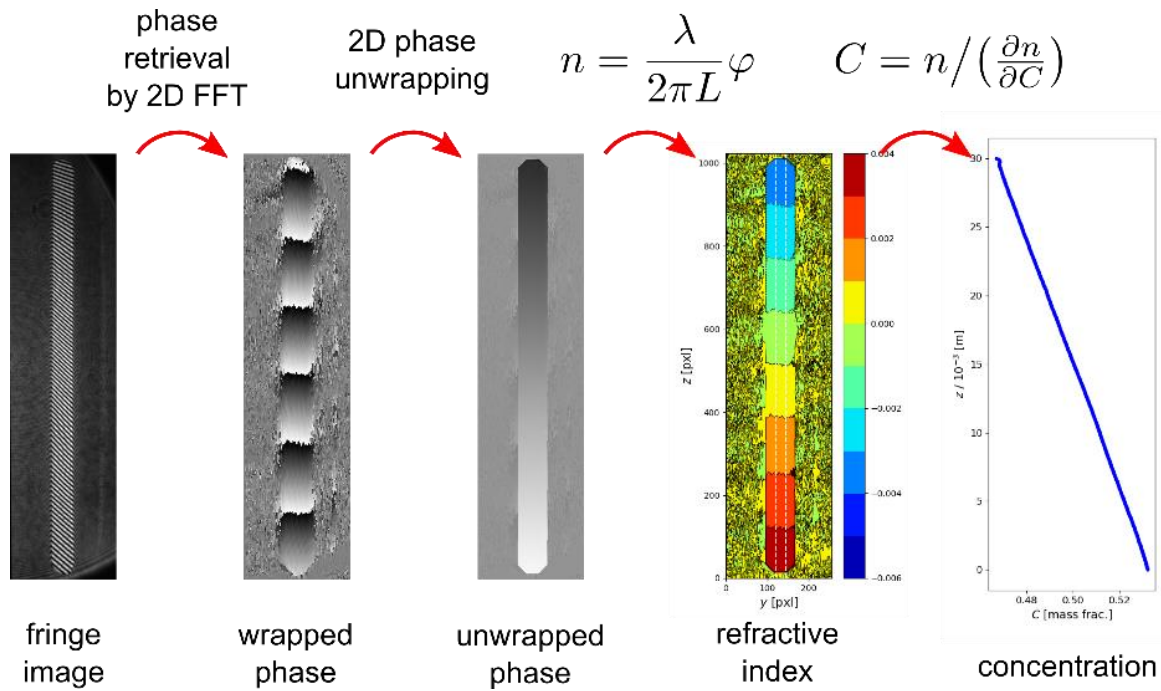 phase
retrieval
by 2D FFT
2D phase
unwrapping
n = λ / 2πL φ
C = n/(∂n/∂C)
1000
800
600
400
200
0
z [pxl]
0
100
200
y [pxl]
0.004
0.002
0.000
−0.002
−0.004
−0.006
30
25
20
15
10
5
0
z / 10⁻³ [m]
0.48
0.50
0.52
C [mass frac.]
fringe
image
wrapped
phase
unwrapped
phase
refractive
index
concentration